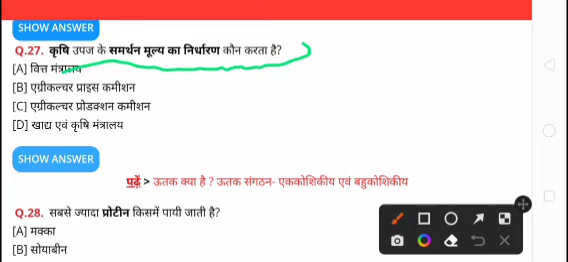 SHOW ANSWER
Q.27. कृषि उपज के समर्थन मूल्य का निर्धारण कौन करता है?
[A] वित्त मंत्रालय
[B] एग्रीकल्चर प्राइस कमीशन
[C] एग्रीकल्चर प्रोडक्शन कमीशन
[D] खाद्य एवं कृषि मंत्रालय
SHOW ANSWER
पढ़ें > ऊतक क्या है ? ऊतक संगठन- एककोशिकीय एवं बहुकोशिकीय
Q.28. सबसे ज्यादा प्रोटीन किसमें पायी जाती है?
[A] मक्का
[B] सोयाबीन